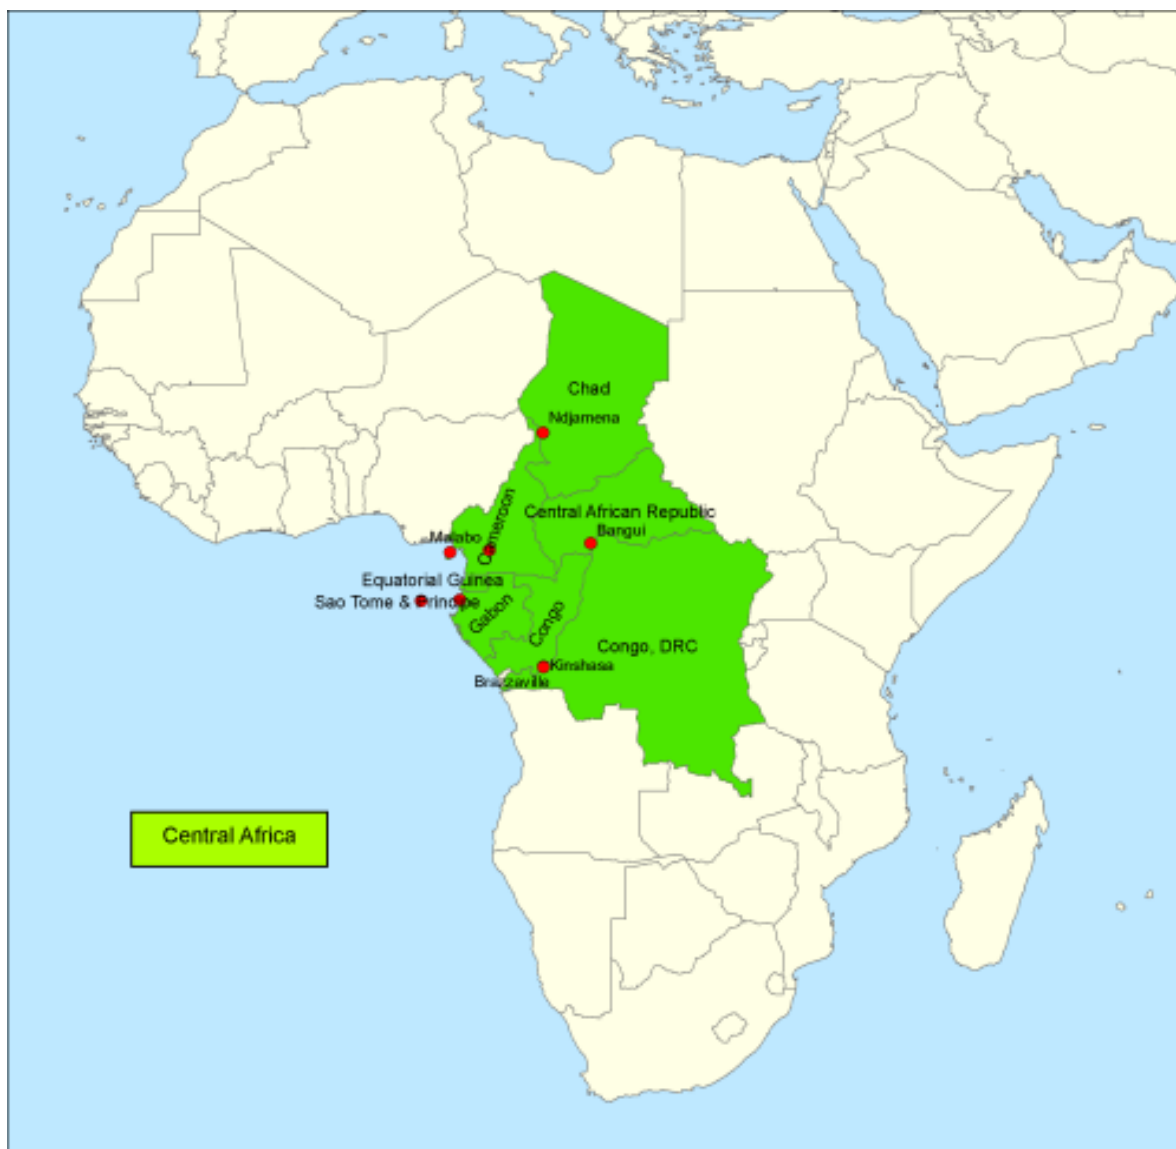 Chad
Ndjamena
Cameroon
Central African Republic
Bangui
Malabo
Equatorial Guinea
Sao Tome & Principe
Gabon
Congo
Congo, DRC
Kinshasa
Brazzaville
Central Africa